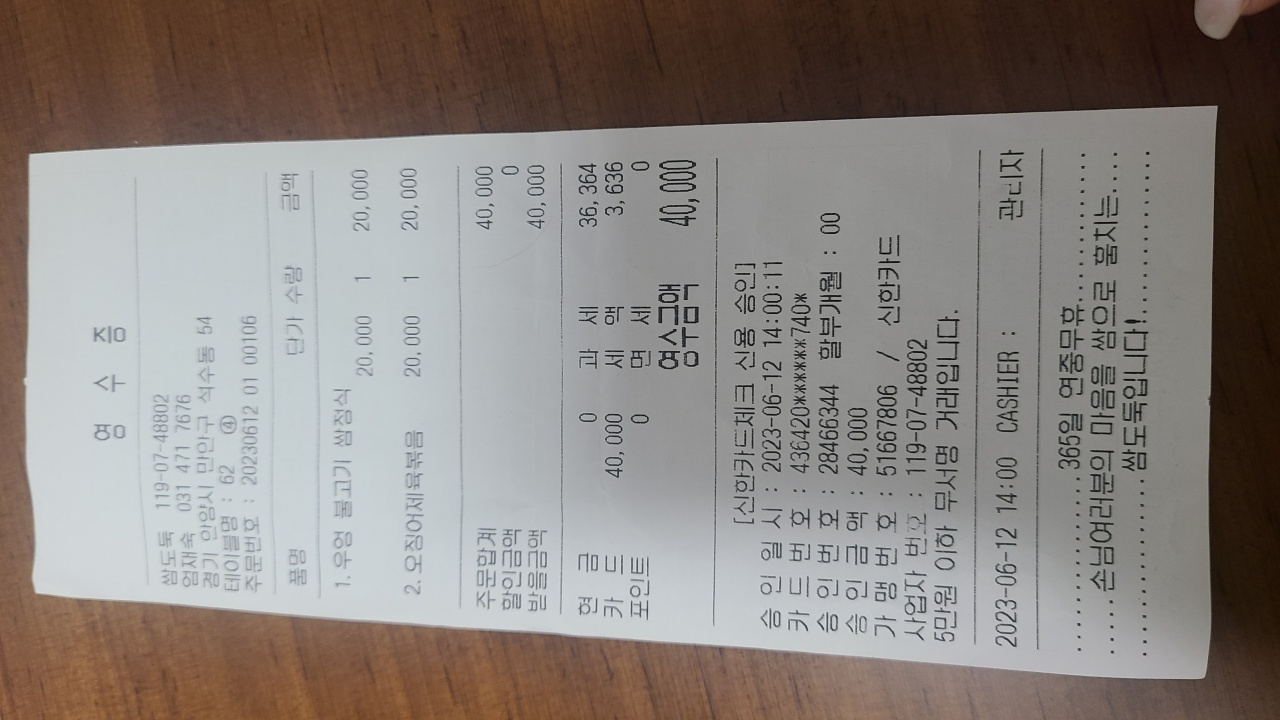 영 수 증
쌈도둑 119-07-48802
엄재숙 031 471 7676
경기 안양시 만안구 석수동 54
테이블명 : 62 ④
주문번호 : 20230612 01 00106
품명 단가 수량 금액
1. 우렁 불고기 쌈정식
20,000 1 20,000
2. 오징어제육볶음 20,000 1 20,000
주문합계 40,000
할인금액 0
받을금액 40,000
현 금 0 과 세 36,364
카 드 40,000 세 액 3,636
포인트 0 면 세 0
영수금액 40,000
[신한카드체크 신용 승인]
승 인 일 시 : 2023-06-12 14:00:11
카 드 번 호 : 436420******740*
승 인 번 호 : 28466344 할부개월 : 00
승 인 금 액 : 40,000
가 맹 번 호 : 51667806 / 신한카드
사업자 번호 : 119-07-48802
5만원 이하 무서명 거래입니다.
2023-06-12 14:00 CASHIER : 관리자
.................365일 연중무휴..............
.....손님여러분의 마음을 쌈으로 훔치는....
.................쌈도둑입니다!..............